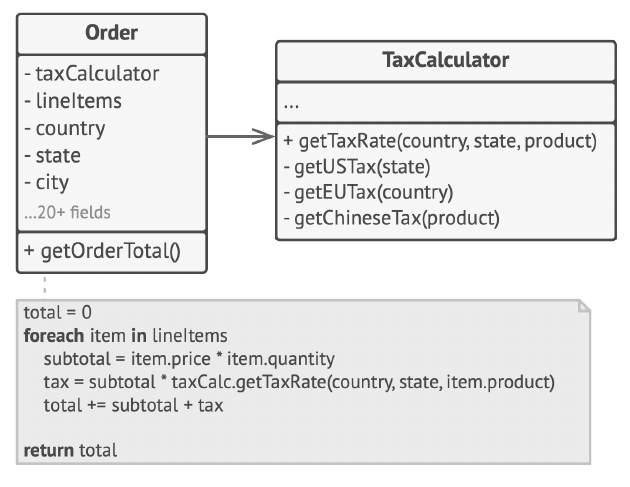 Order
- taxCalculator
- lineItems
- country
- state
- city
...20+ fields
+ getOrderTotal()
TaxCalculator
...
+ getTaxRate(country, state, product)
- getUSTax(state)
- getEUTax(country)
- getChineseTax(product)
total = 0
foreach item in lineItems
subtotal = item.price * item.quantity
tax = subtotal * taxCalc.getTaxRate(country, state, item.product)
total += subtotal + tax
return total